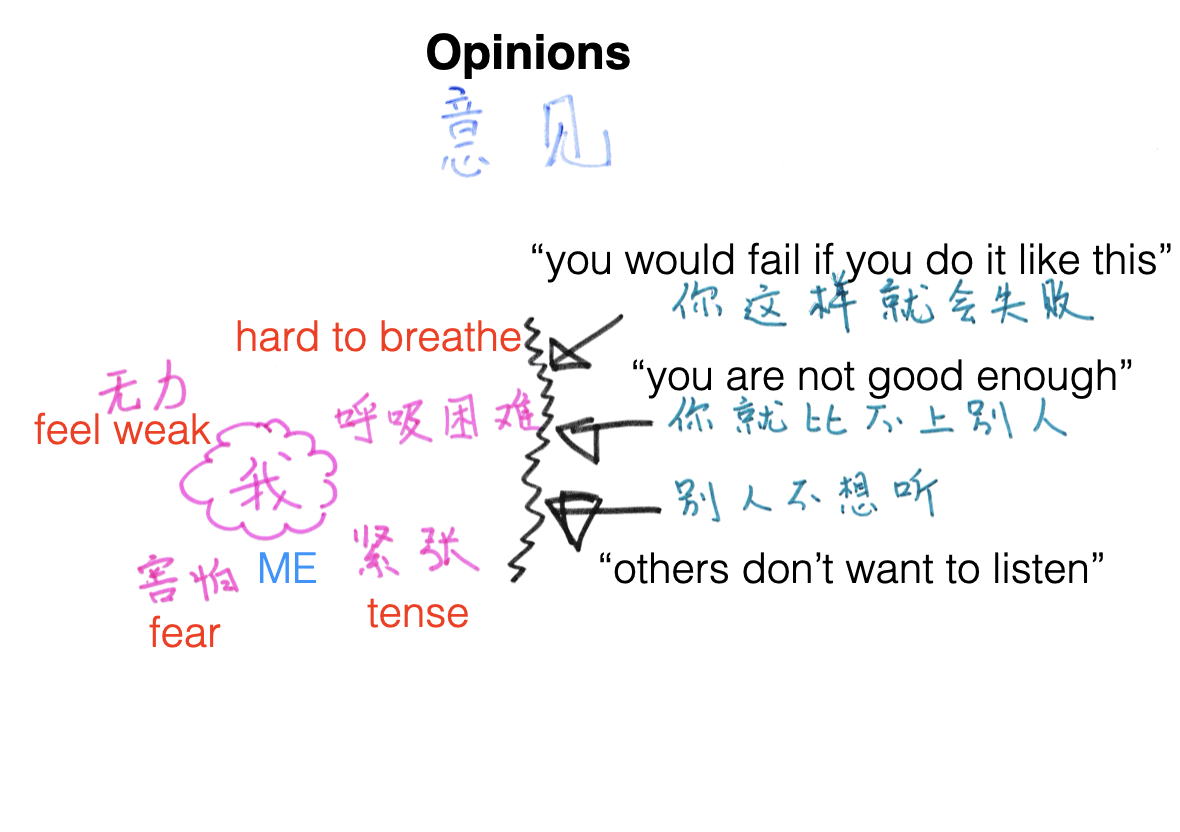 Opinions
意见
“you would fail if you do it like this”
你这样就会失败
hard to breathe
“you are not good enough”
无力
你就比不上别人
呼吸困难
feel weak
我
别人不想听
紧张
害怕
ME
“others don’t want to listen”
tense
fear